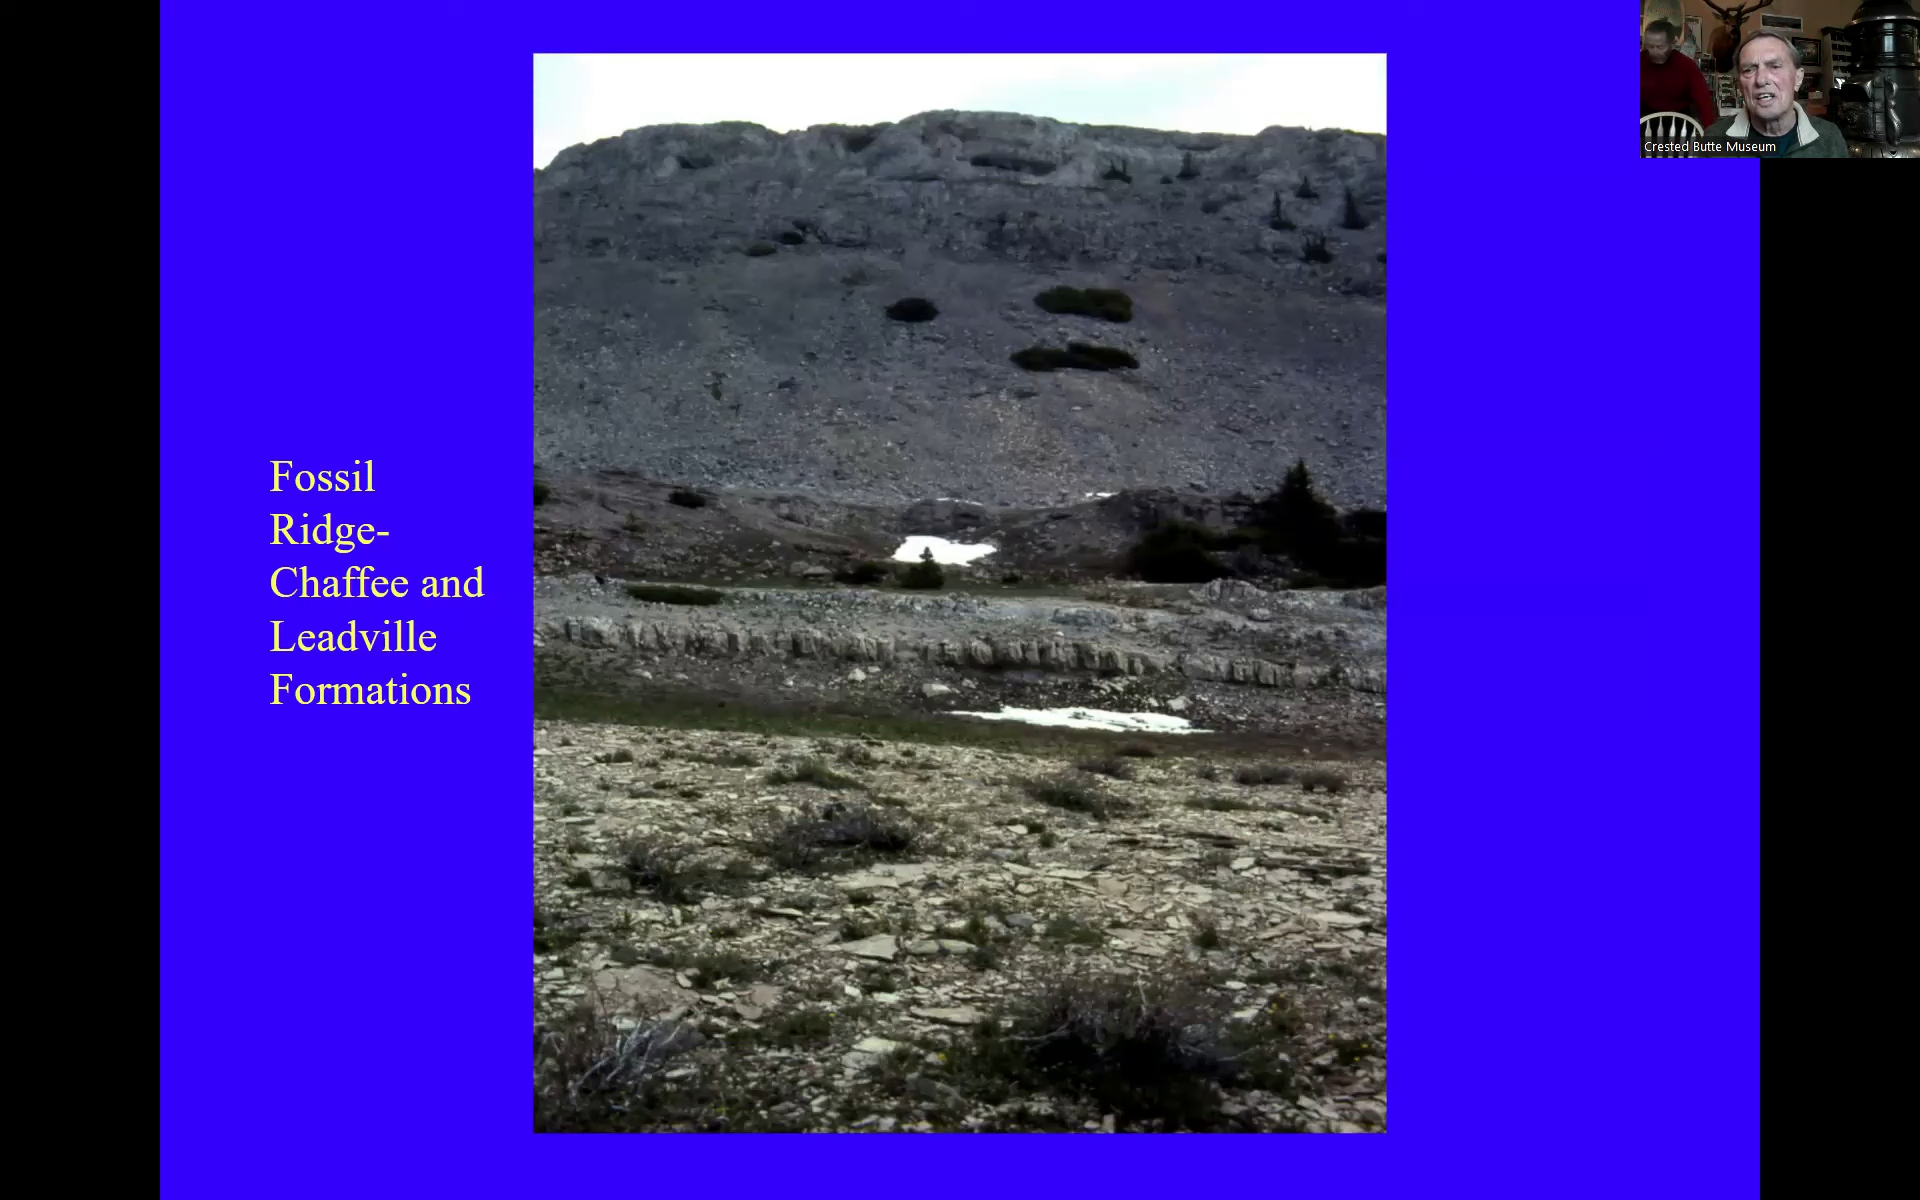 Fossil
Ridge-
Chaffee and
Leadville
Formations
Crested Butte Museum